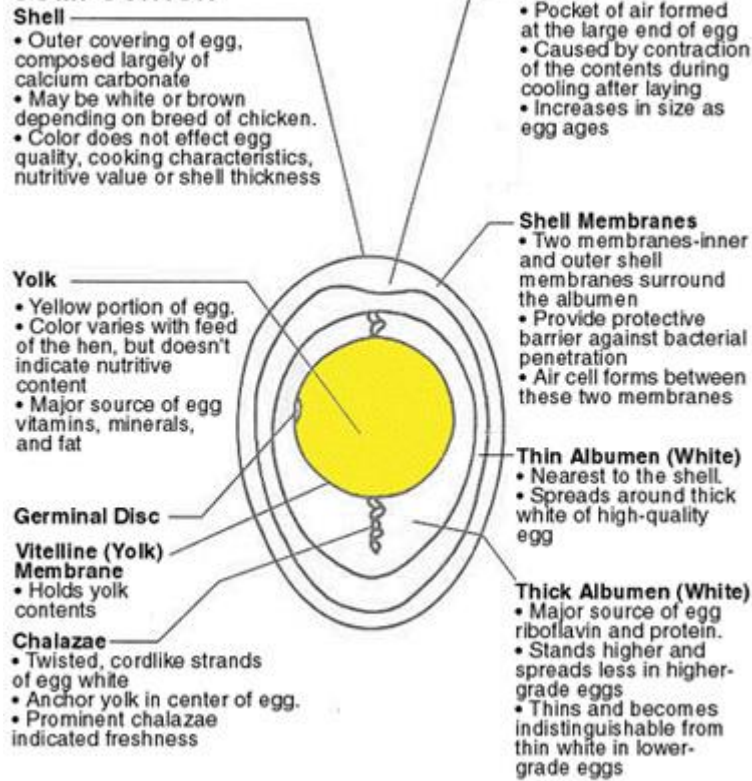 Shell
• Outer covering of egg,
composed largely of
calcium carbonate
• May be white or brown
depending on breed of chicken.
• Color does not effect egg
quality, cooking characteristics,
nutritive value or shell thickness
• Pocket of air formed
at the large end of egg
• Caused by contraction
of the contents during
cooling after laying
• Increases in size as
egg ages
Yolk
• Yellow portion of egg.
• Color varies with feed
of the hen, but doesn't
indicate nutritive
content
• Major source of egg
vitamins, minerals,
and fat
Shell Membranes
• Two membranes-inner
and outer shell
membranes surround
the albumen
• Provide protective
barrier against bacterial
penetration
• Air cell forms between
these two membranes
Germinal Disc
Vitelline (Yolk)
Membrane
• Holds yolk
contents
Chalazae
• Twisted, cordlike strands
of egg white
• Anchor yolk in center of egg.
• Prominent chalazae
indicated freshness
Thin Albumen (White)
• Nearest to the shell.
• Spreads around thick
white of high-quality
egg
Thick Albumen (White)
• Major source of egg
riboflavin and protein.
• Stands higher and
spreads less in higher-
grade eggs
• Thins and becomes
indistinguishable from
thin white in lower-
grade eggs